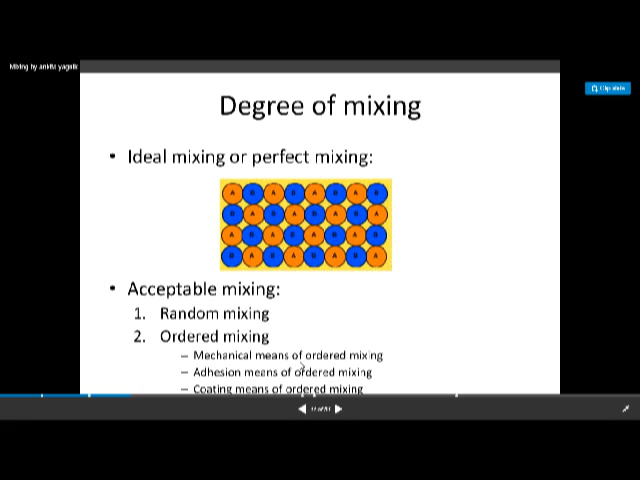 Mixing by ankita yagnik
Clip slide
Degree of mixing
• Ideal mixing or perfect mixing:
A B A B A B A B
B A B A B A B A
A B A B A B A B
B A B A B A B A
• Acceptable mixing:
1. Random mixing
2. Ordered mixing
– Mechanical means of ordered mixing
– Adhesion means of ordered mixing
– Coating means of ordered mixing